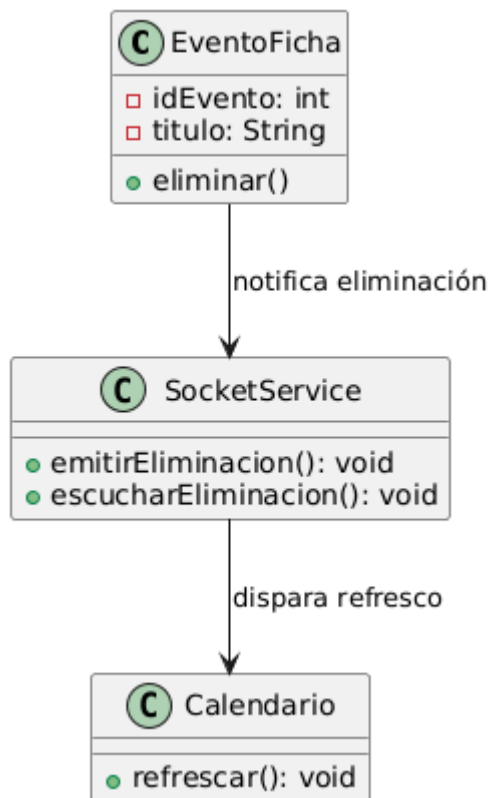 C EventoFicha
idEvento: int
titulo: String
eliminar()
notifica eliminación
C SocketService
emitirEliminacion(): void
escucharEliminacion(): void
dispara refresco
C Calendario
refrescar(): void